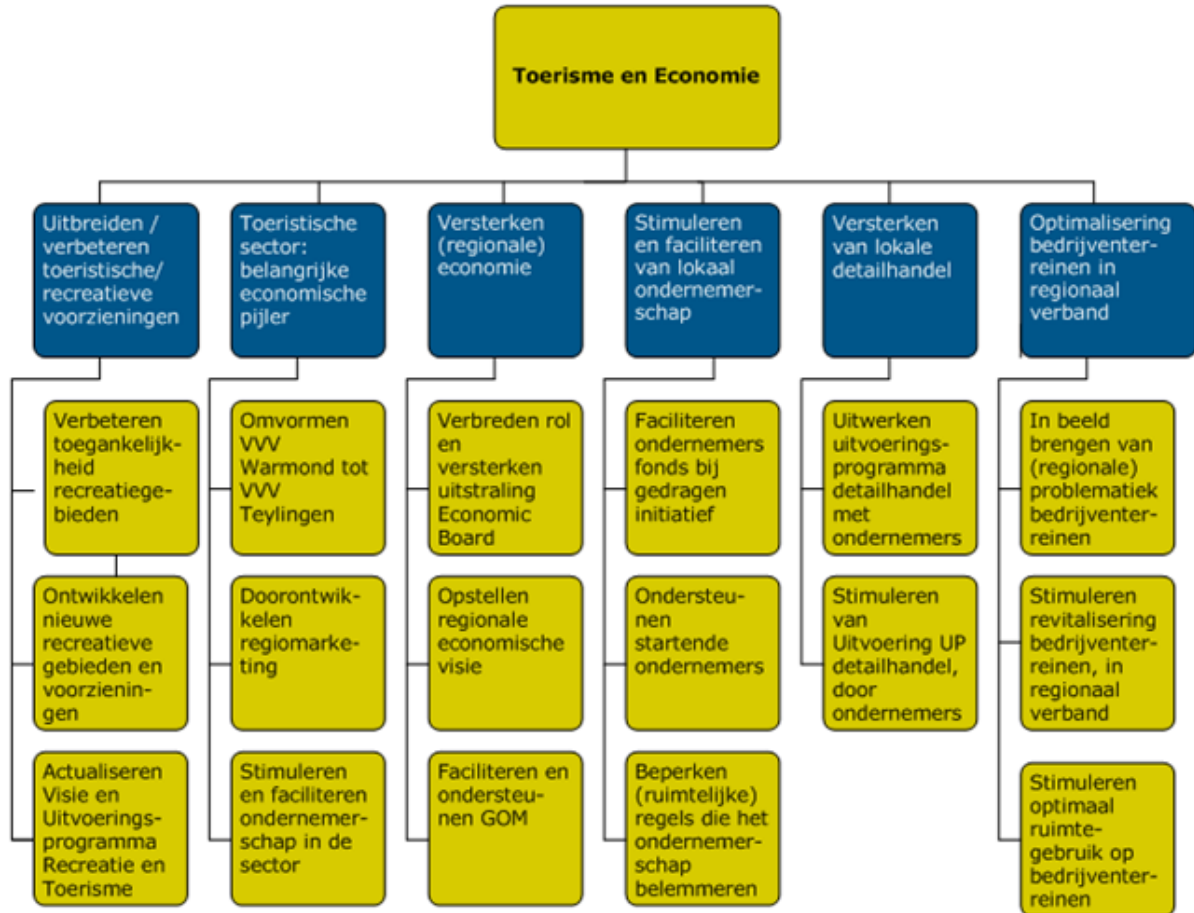 Toerisme en Economie
Uitbreiden /
verbeteren
toeristische/
recreatieve
voorzieningen
Toeristische
sector:
belangrijke
economische
pijler
Versterken
(regionale)
economie
Stimuleren
en faciliteren
van lokaal
ondernemer-
schap
Versterken
van lokale
detailhandel
Optimalisering
bedrijventer-
reinen in
regionaal
verband
Verbeteren
toegankelijk-
heid
recreatiege-
bieden
Omvormen
VVV
Warmond tot
VVV
Teylingen
Verbreden rol
en
versterken
uitstraling
Economic
Board
Faciliteren
ondernemers
fonds bij
gedragen
initiatief
Uitwerken
uitvoerings-
programma
detailhandel
met
ondernemers
In beeld
brengen van
(regionale)
problematiek
bedrijventer-
reinen
Ontwikkelen
nieuwe
recreatieve
gebieden en
voorzienin-
gen
Doorontwik-
kelen
regiomarke-
ting
Opstellen
regionale
economische
visie
Ondersteu-
nen
startende
ondernemers
Stimuleren
van
Uitvoering UP
detailhandel,
door
ondernemers
Stimuleren
revitalisering
bedrijventer-
reinen, in
regionaal
verband
Actualiseren
Visie en
Uitvoerings-
programma
Recreatie en
Toerisme
Stimuleren
en faciliteren
ondernemer-
schap in de
sector
Faciliteren en
ondersteu-
nen GOM
Beperken
(ruimtelijke)
regels die het
ondernemer-
schap
belemmeren
Stimuleren
optimaal
ruimte-
gebruik op
bedrijventer-
reinen